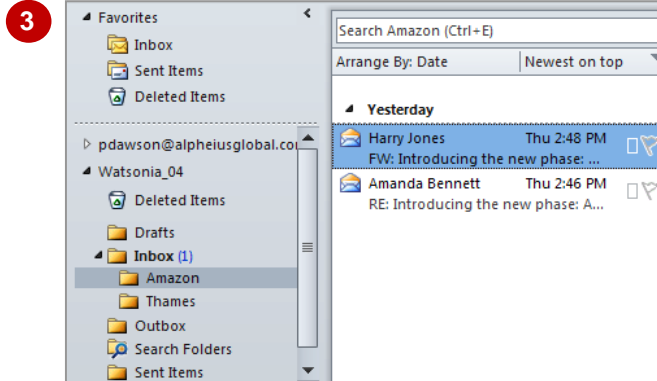 3
Favorites
Inbox
Sent Items
Deleted Items
pdawson@alpheiusglobal.co
Watsonia_04
Deleted Items
Drafts
Inbox (1)
Amazon
Thames
Outbox
Search Folders
Sent Items
Search Amazon (Ctrl+E)
Arrange By: Date Newest on top
Yesterday
Harry Jones Thu 2:48 PM
FW: Introducing the new phase: ...
Amanda Bennett Thu 2:46 PM
RE: Introducing the new phase: A...